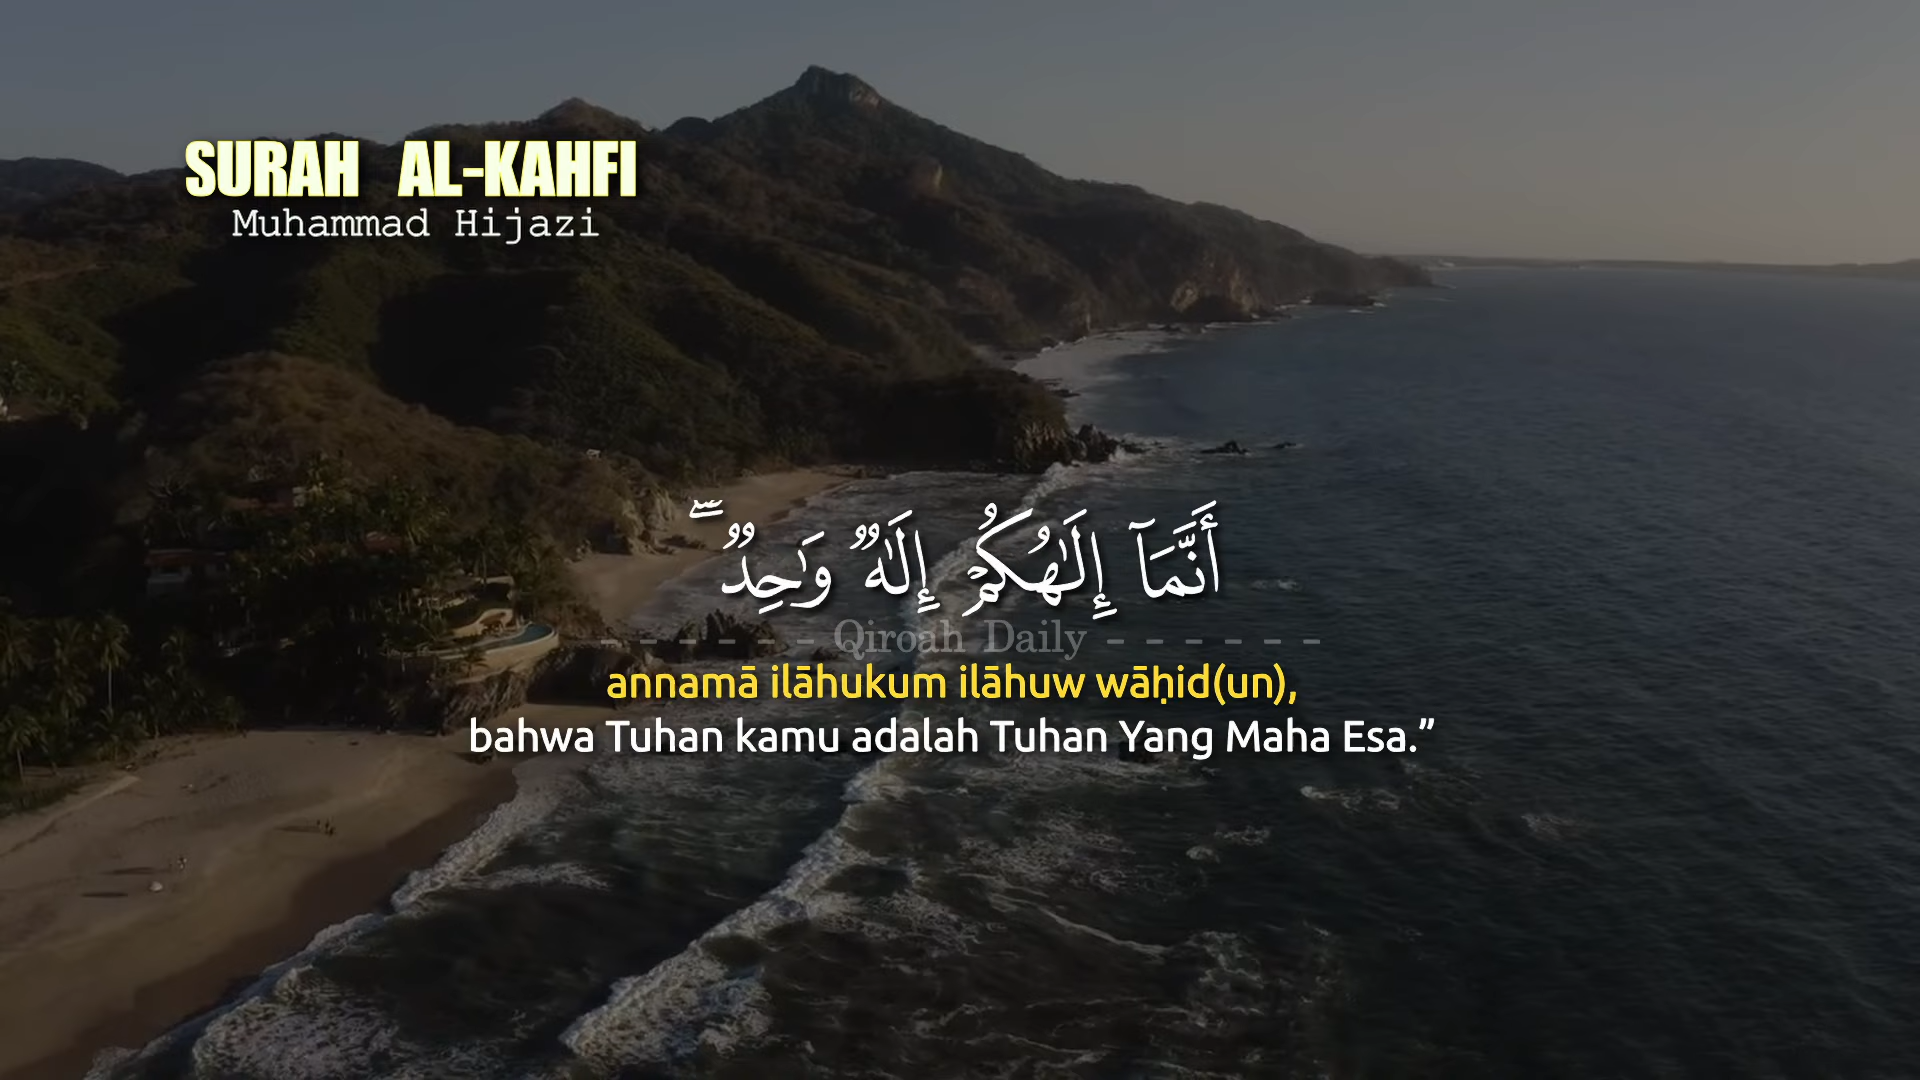 SURAH AL-KAHFI
Muhammad Hijazi
أَنَّمَآ إِلَـٰهُكُمْ إِلَـٰهٌ وَٰحِدٌ ۖ
- - - - - - Qiroah Daily - - - - - -
annamā ilāhukum ilāhuw wāḥid(un),
bahwa Tuhan kamu adalah Tuhan Yang Maha Esa.”